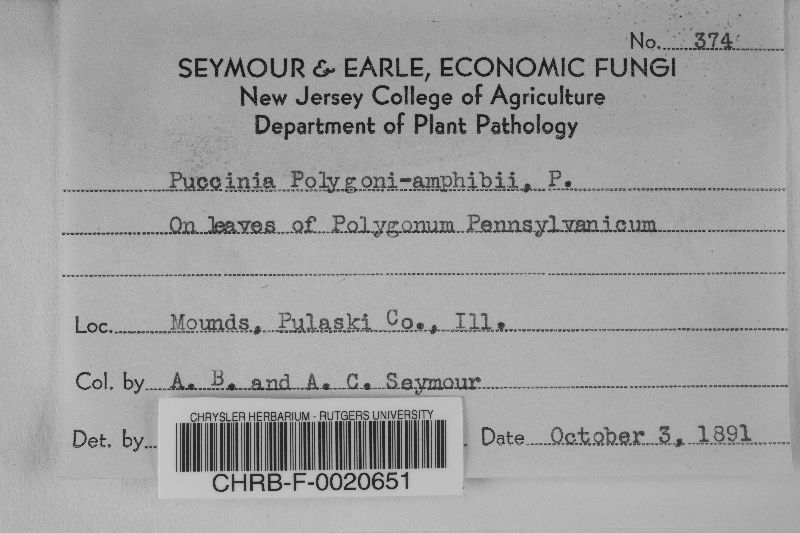 No. 374
SEYMOUR & EARLE, ECONOMIC FUNGI
New Jersey College of Agriculture
Department of Plant Pathology
Puccinia Polygoni-amphibii, P.
On leaves of Polygonum Pennsylvanicum
Loc. Mounds, Pulaski Co., Ill.
Col. by A. B. and A. C. Seymour
Det. by Date October 3, 1891
CHRYSLER HERBARIUM - RUTGERS UNIVERSITY
CHRB-F-0020651